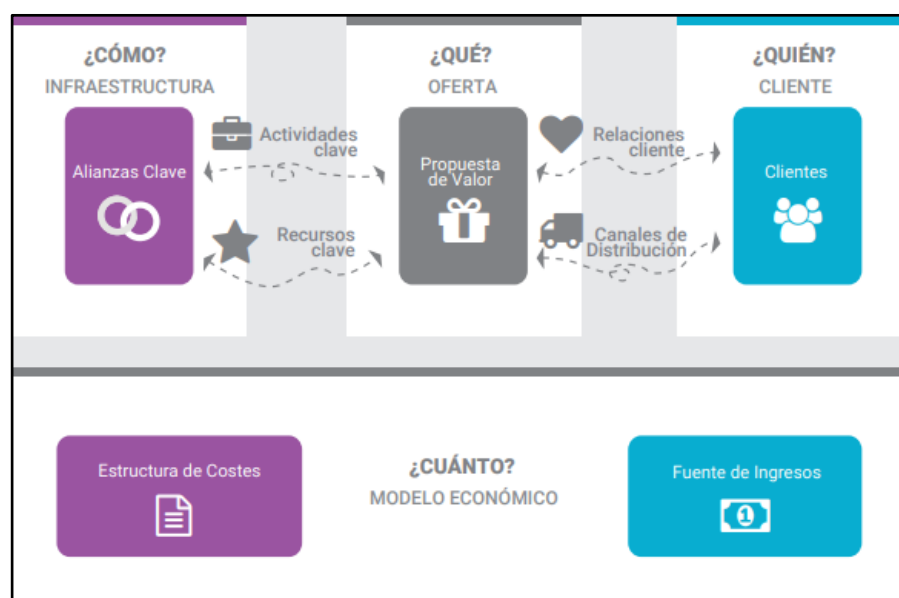 ¿CÓMO?
INFRAESTRUCTURA
¿QUÉ?
OFERTA
¿QUIÉN?
CLIENTE
Alianzas Clave
Actividades
clave
Recursos
clave
Propuesta
de Valor
Relaciones
cliente
Canales de
Distribución
Clientes
Estructura de Costes
¿CUÁNTO?
MODELO ECONÓMICO
Fuente de Ingresos
1